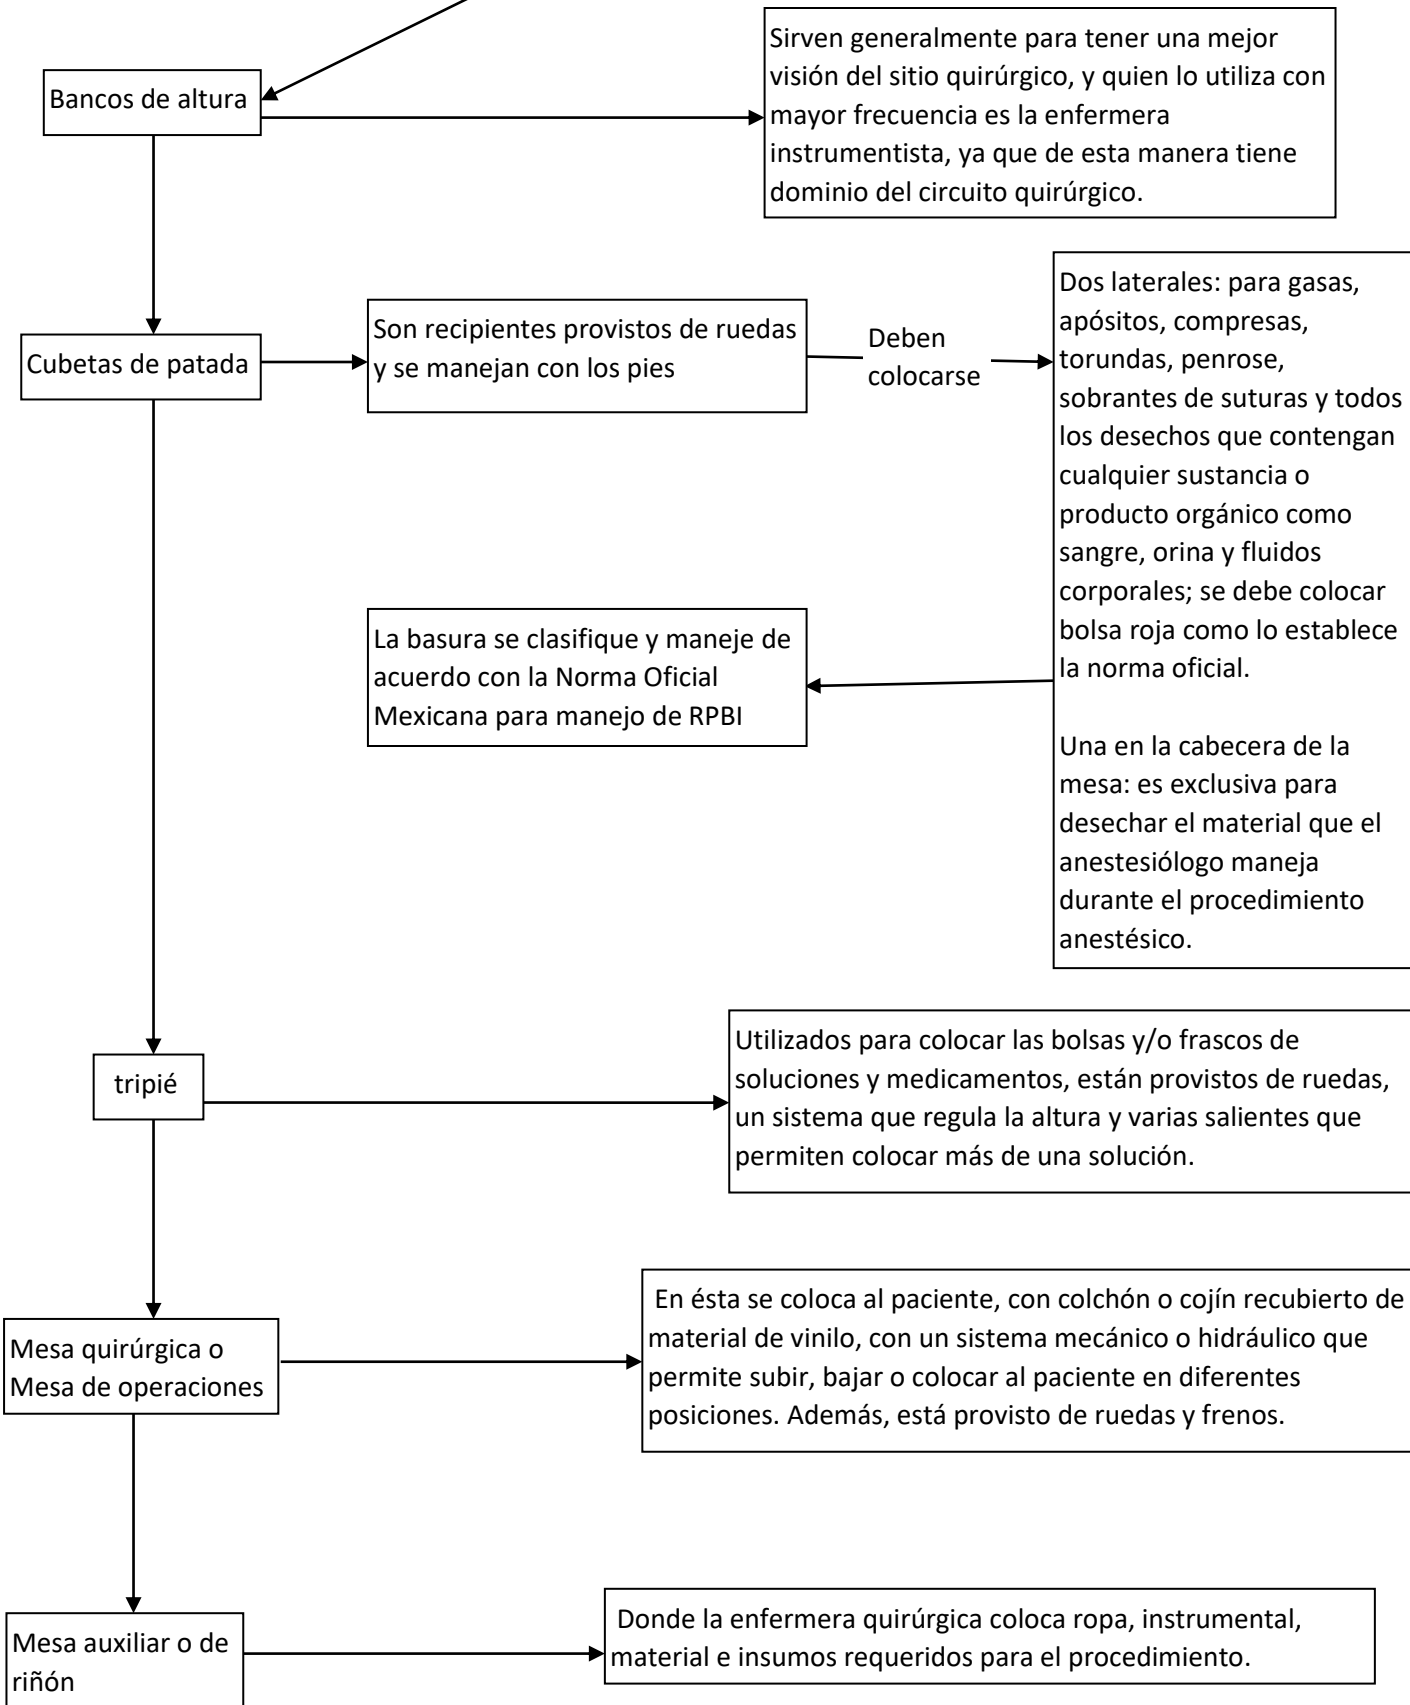 Bancos de altura
Sirven generalmente para tener una mejor
visión del sitio quirúrgico, y quien lo utiliza con
mayor frecuencia es la enfermera
instrumentista, ya que de esta manera tiene
dominio del circuito quirúrgico.
Cubetas de patada
Son recipientes provistos de ruedas
y se manejan con los pies
Deben
colocarse
Dos laterales: para gasas,
apósitos, compresas,
torundas, penrose,
sobrantes de suturas y todos
los desechos que contengan
cualquier sustancia o
producto orgánico como
sangre, orina y fluidos
corporales; se debe colocar
bolsa roja como lo establece
la norma oficial.
Una en la cabecera de la
mesa: es exclusiva para
desechar el material que el
anestesiólogo maneja
durante el procedimiento
anestésico.
La basura se clasifique y maneje de
acuerdo con la Norma Oficial
Mexicana para manejo de RPBI
tripié
Utilizados para colocar las bolsas y/o frascos de
soluciones y medicamentos, están provistos de ruedas,
un sistema que regula la altura y varias salientes que
permiten colocar más de una solución.
Mesa quirúrgica o
Mesa de operaciones
En ésta se coloca al paciente, con colchón o cojín recubierto de
material de vinilo, con un sistema mecánico o hidráulico que
permite subir, bajar o colocar al paciente en diferentes
posiciones. Además, está provisto de ruedas y frenos.
Mesa auxiliar o de
riñón
Donde la enfermera quirúrgica coloca ropa, instrumental,
material e insumos requeridos para el procedimiento.